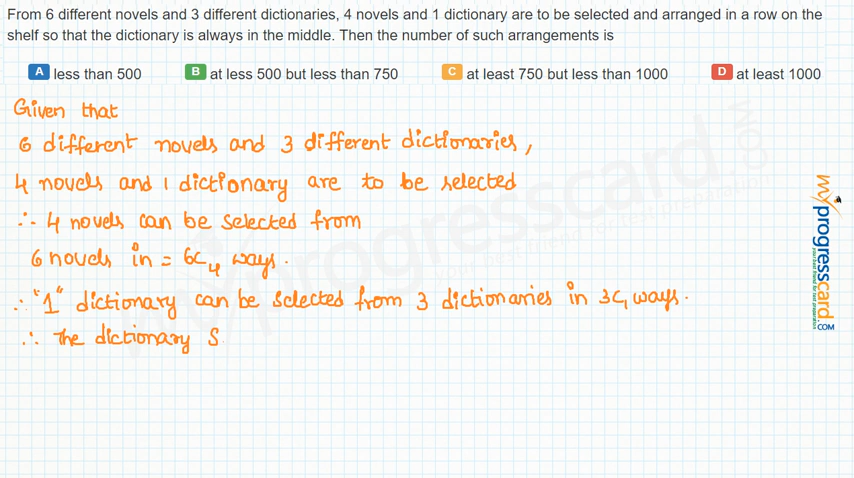 From 6 different novels and 3 different dictionaries, 4 novels and 1 dictionary are to be selected and arranged in a row on the
shelf so that the dictionary is always in the middle. Then the number of such arrangements is
A less than 500 B at less 500 but less than 750 C at least 750 but less than 1000 D at least 1000
Given that
6 different novels and 3 different dictionaries,
4 novels and 1 dictionary are to be selected
∴ 4 novels can be selected from
6 novels in = 6C₄ ways.
∴ "1" dictionary can be selected from 3 dictionaries in 3C₁ ways.
∴ The dictionary S
myprogresscard.COM